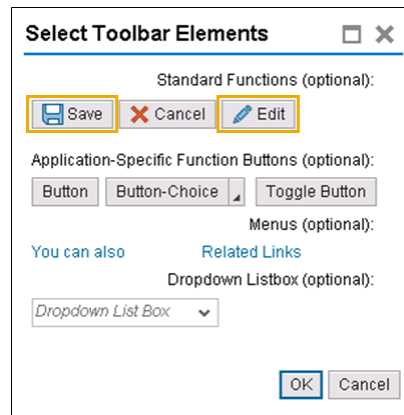 Select Toolbar Elements
Standard Functions (optional):
Save Cancel Edit
Application-Specific Function Buttons (optional):
Button Button-Choice Toggle Button
Menus (optional):
You can also Related Links
Dropdown Listbox (optional):
Dropdown List Box
OK Cancel